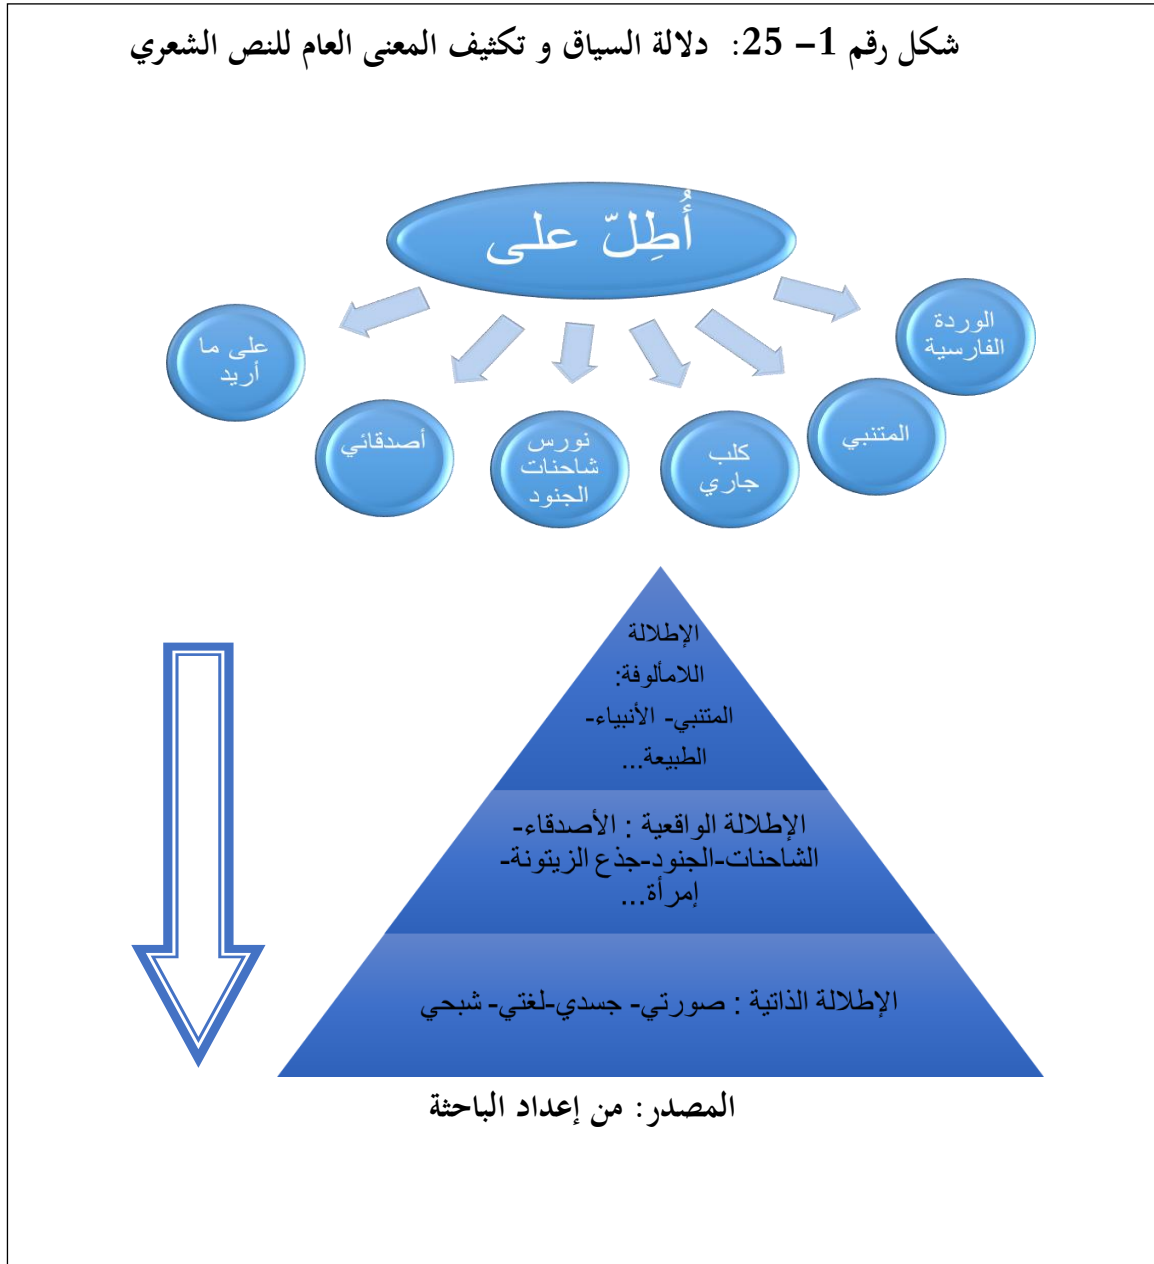 شكل رقم 1– 25: دلالة السياق و تكثيف المعنى العام للنص الشعري
أُطِلّ على
الوردة
الفارسية
المتنبي
كلب
جاري
نورس
شاحنات
الجنود
أصدقائي
على ما
أريد
الإطلالة
اللامألوفة:
المتنبي- الأنبياء-
الطبيعة...
الإطلالة الواقعية : الأصدقاء-
الشاحنات-الجنود-جذع الزيتونة-
إمرأة...
الإطلالة الذاتية : صورتي- جسدي-لغتي- شبحي
المصدر: من إعداد الباحثة